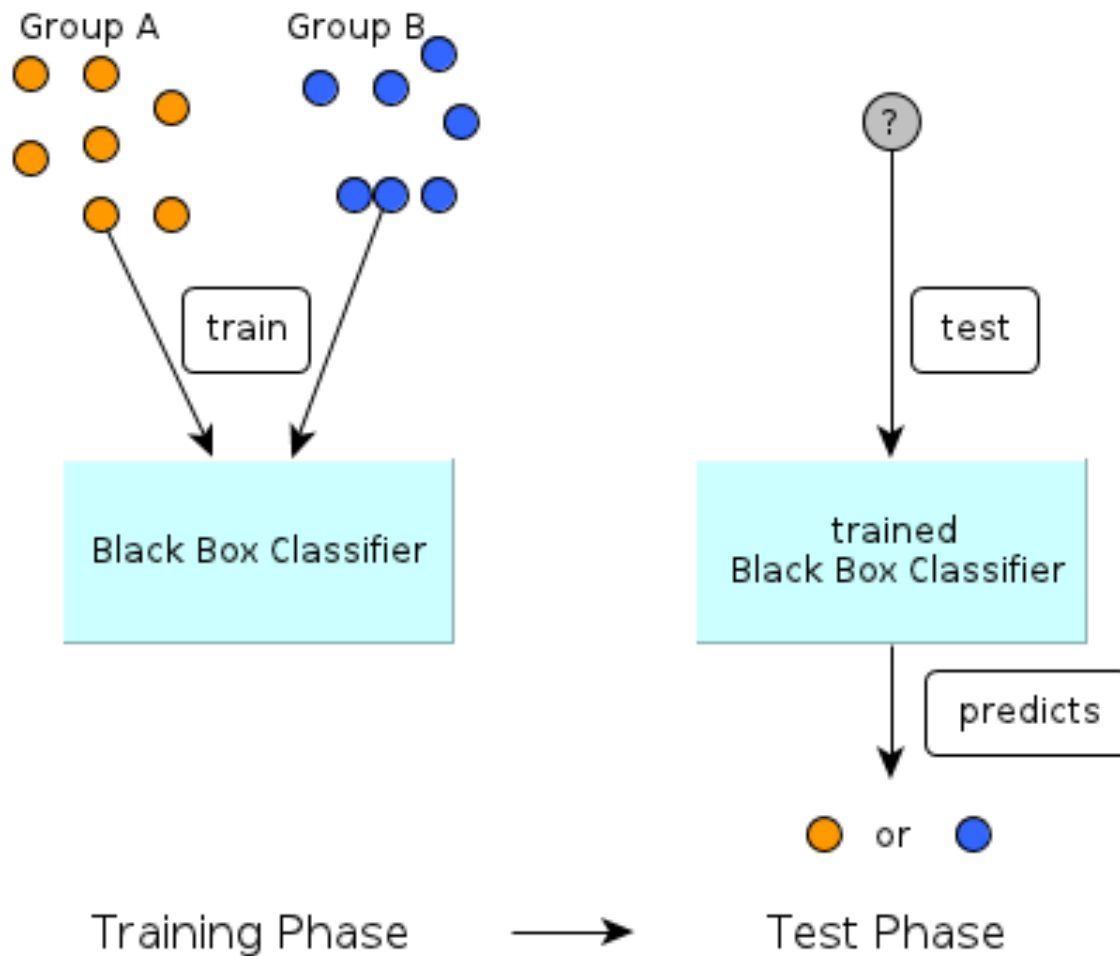 Group A
Group B
?
train
test
Black Box Classifier
trained
Black Box Classifier
predicts
or
Training Phase
Test Phase